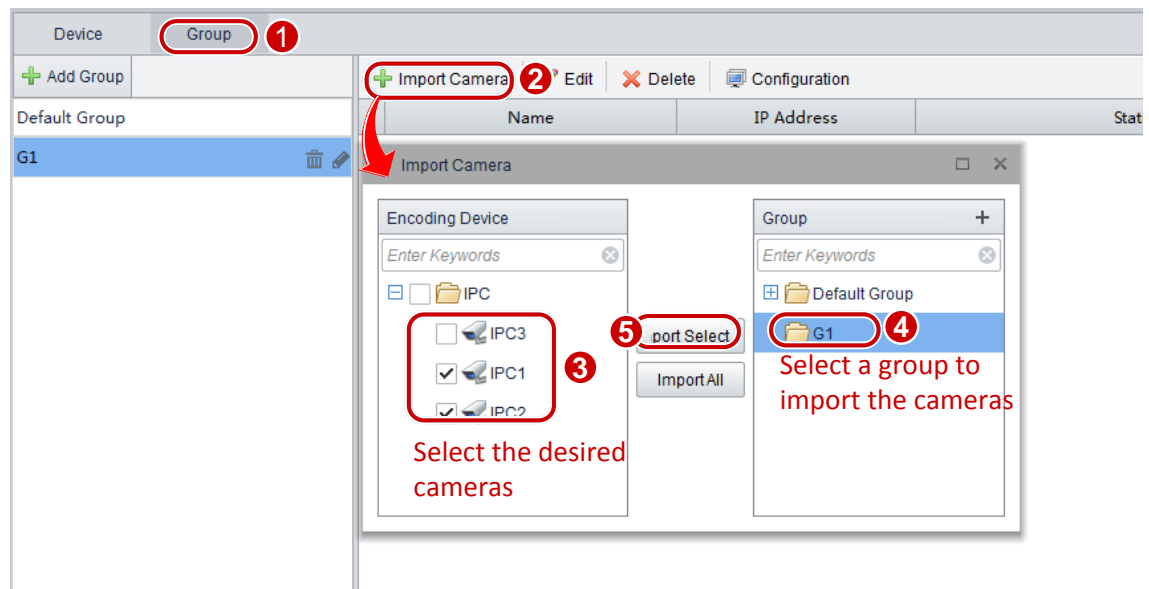 Device Group 1
Add Group Import Camera 2 Edit Delete Configuration
Default Group Name IP Address Stat
G1
Import Camera
Encoding Device Group
Enter Keywords Enter Keywords
IPC Default Group
IPC3 5 port Select G1 4
IPC1 3 Import All Select a group to
IPC2 import the cameras
Select the desired
cameras